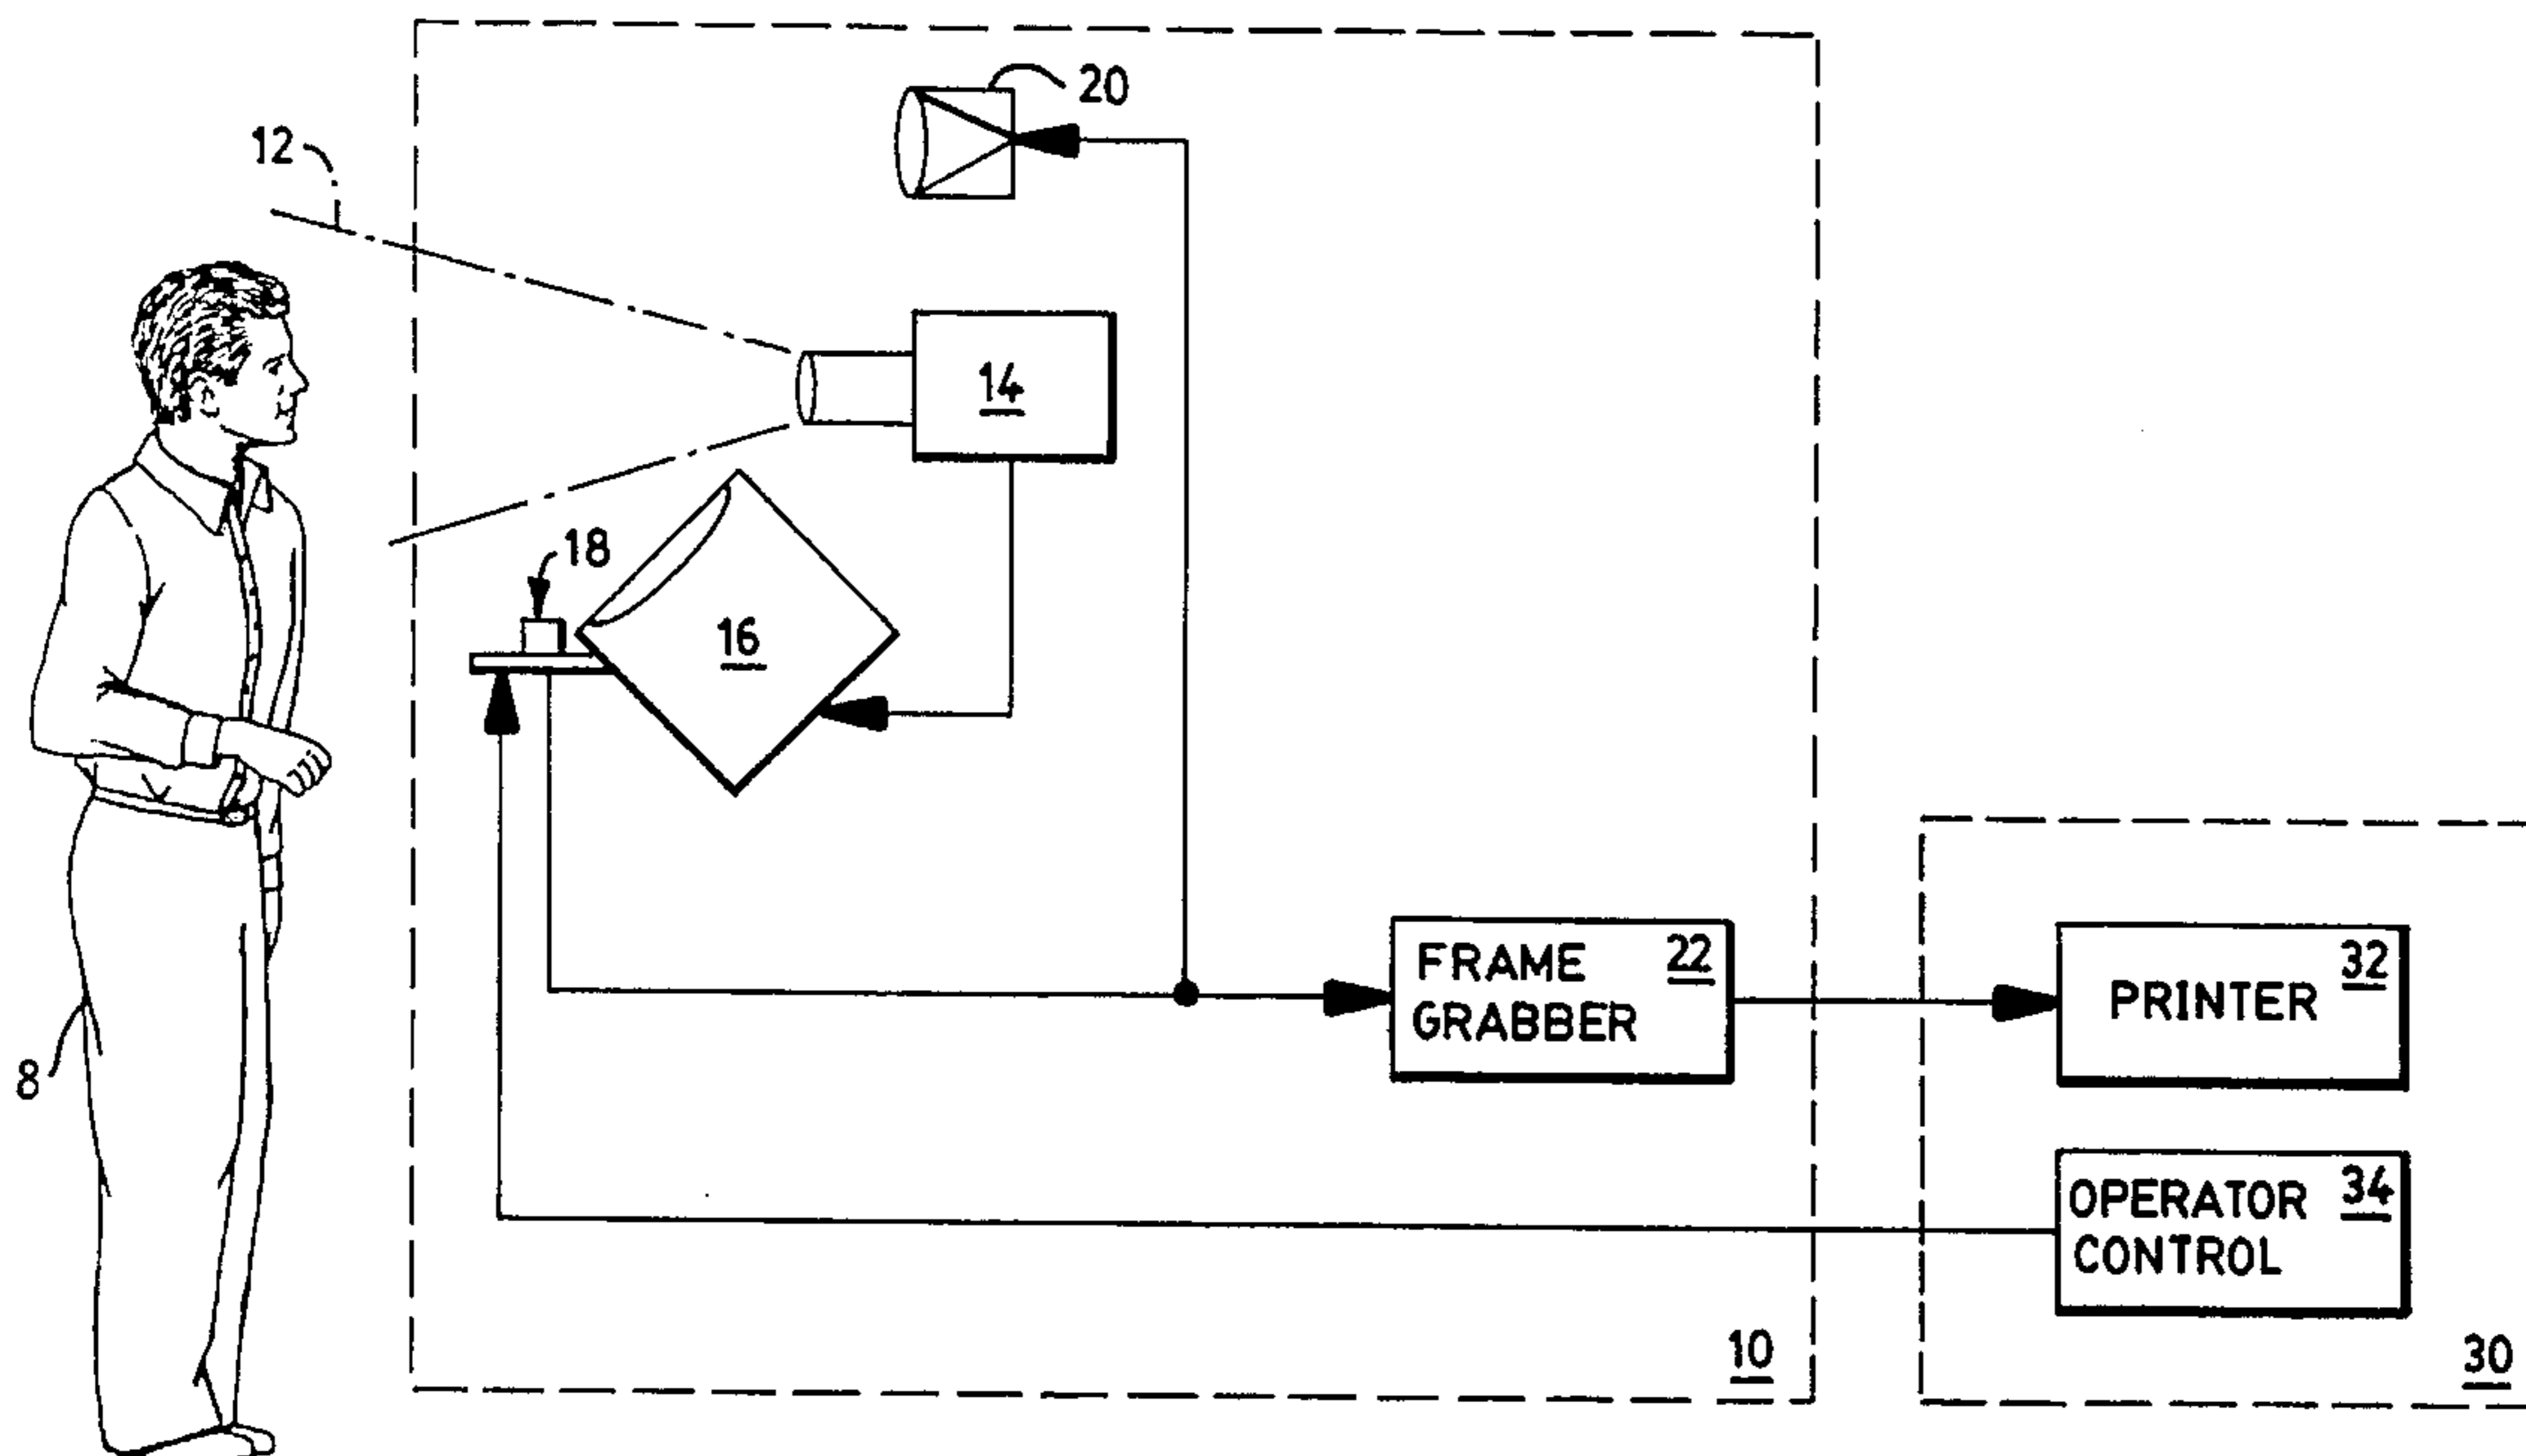 20
12
14
18
16
FRAME 22
GRABBER
PRINTER 32
8
OPERATOR 34
CONTROL
10
30